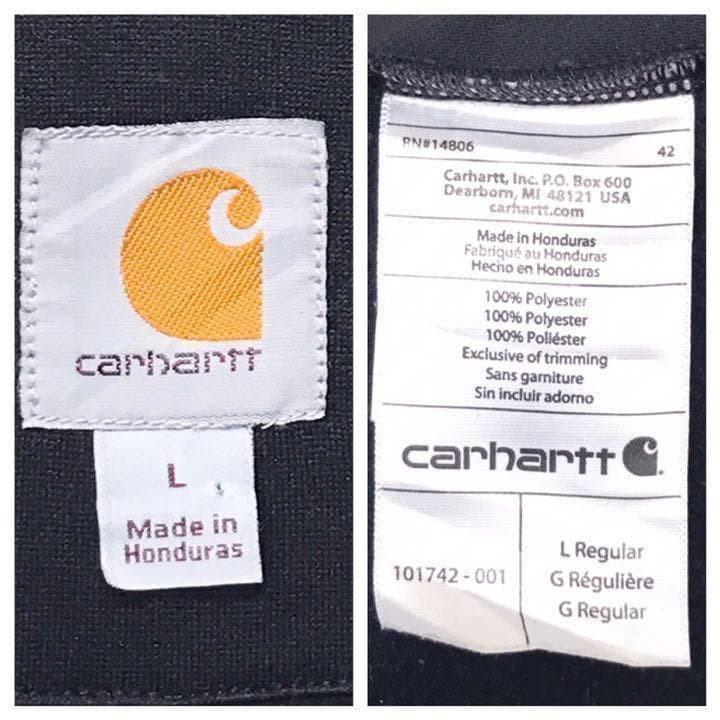 carhartt
L
Made in
Honduras
RN#14806 42
Carhartt, Inc. P.O. Box 600
Dearborn, MI 48121 USA
carhartt.com
Made in Honduras
Fabriqué au Honduras
Hecho en Honduras
100% Polyester
100% Polyester
100% Poliéster
Exclusive of trimming
Sans garniture
Sin incluir adorno
carhartt
101742 - 001
L Regular
G Régulière
G Regular